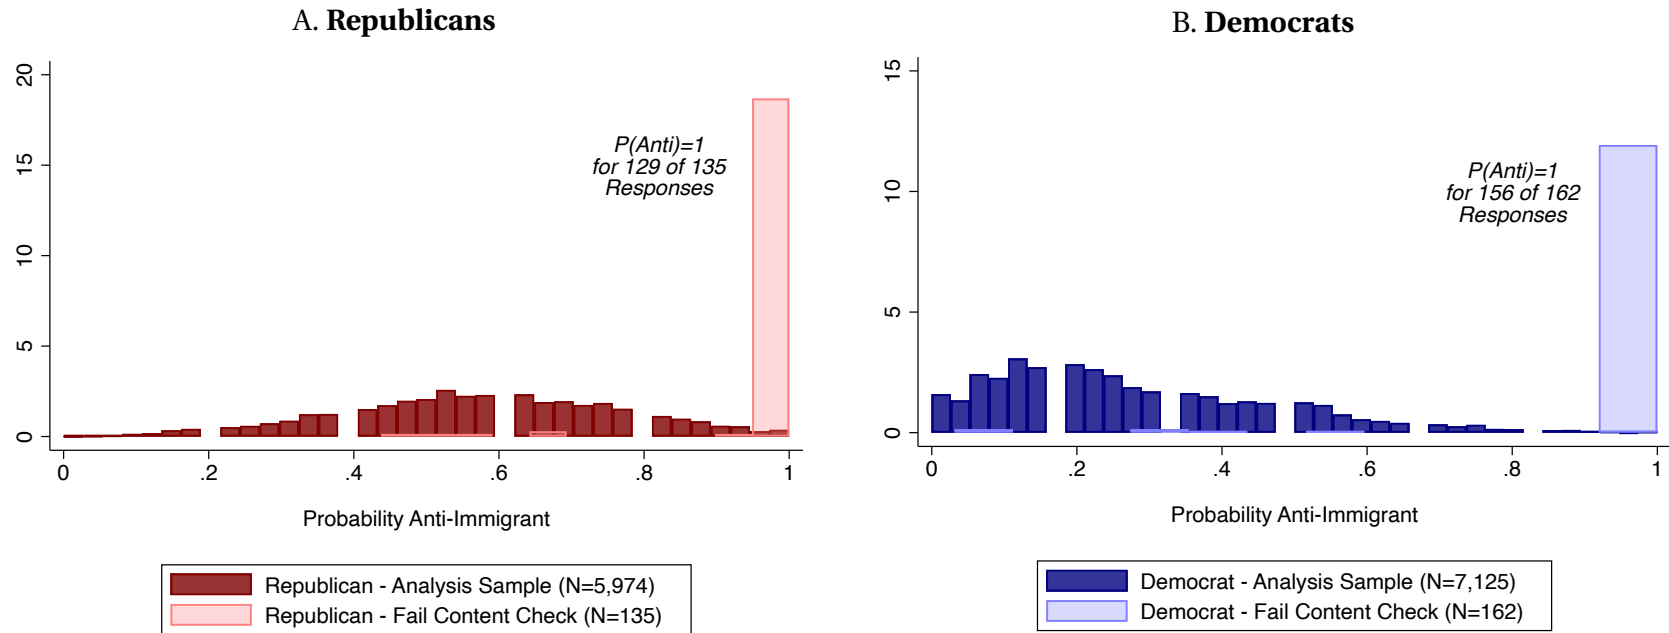 A. Republicans
20
15
10
5
0
P(Anti)=1
for 129 of 135
Responses
0 .2 .4 .6 .8 1
Probability Anti-Immigrant
Republican - Analysis Sample (N=5,974)
Republican - Fail Content Check (N=135)
B. Democrats
15
10
5
0
P(Anti)=1
for 156 of 162
Responses
0 .2 .4 .6 .8 1
Probability Anti-Immigrant
Democrat - Analysis Sample (N=7,125)
Democrat - Fail Content Check (N=162)